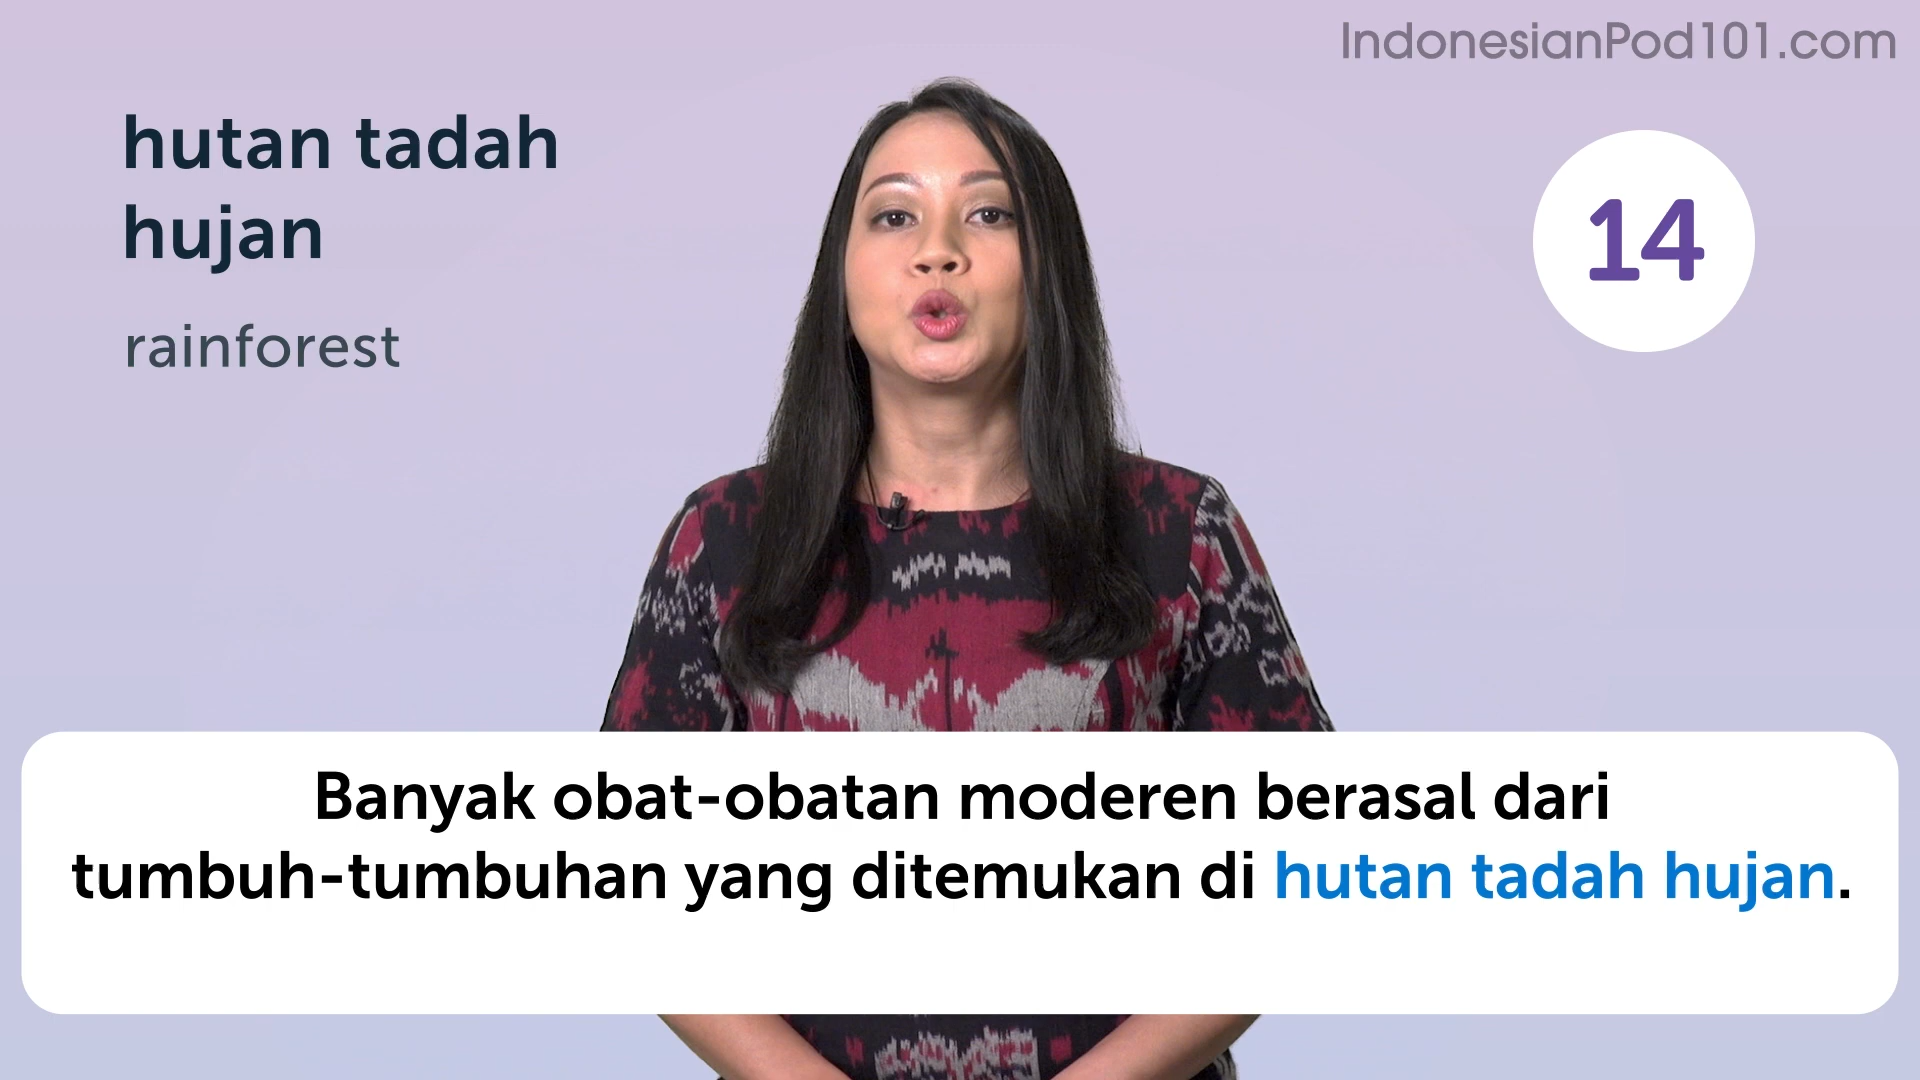 IndonesianPod101.com
hutan tadah
hujan
rainforest
14
Banyak obat-obatan moderen berasal dari
tumbuh-tumbuhan yang ditemukan di hutan tadah hujan.